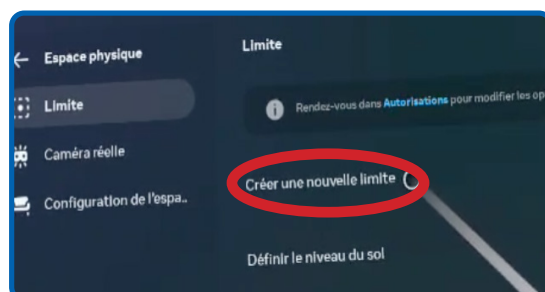 Espace physique
Limite
Caméra réelle
Configuration de l'espa..
Limite
Rendez-vous dans Autorisations pour modifier les op
Créer une nouvelle limite
Définir le niveau du sol